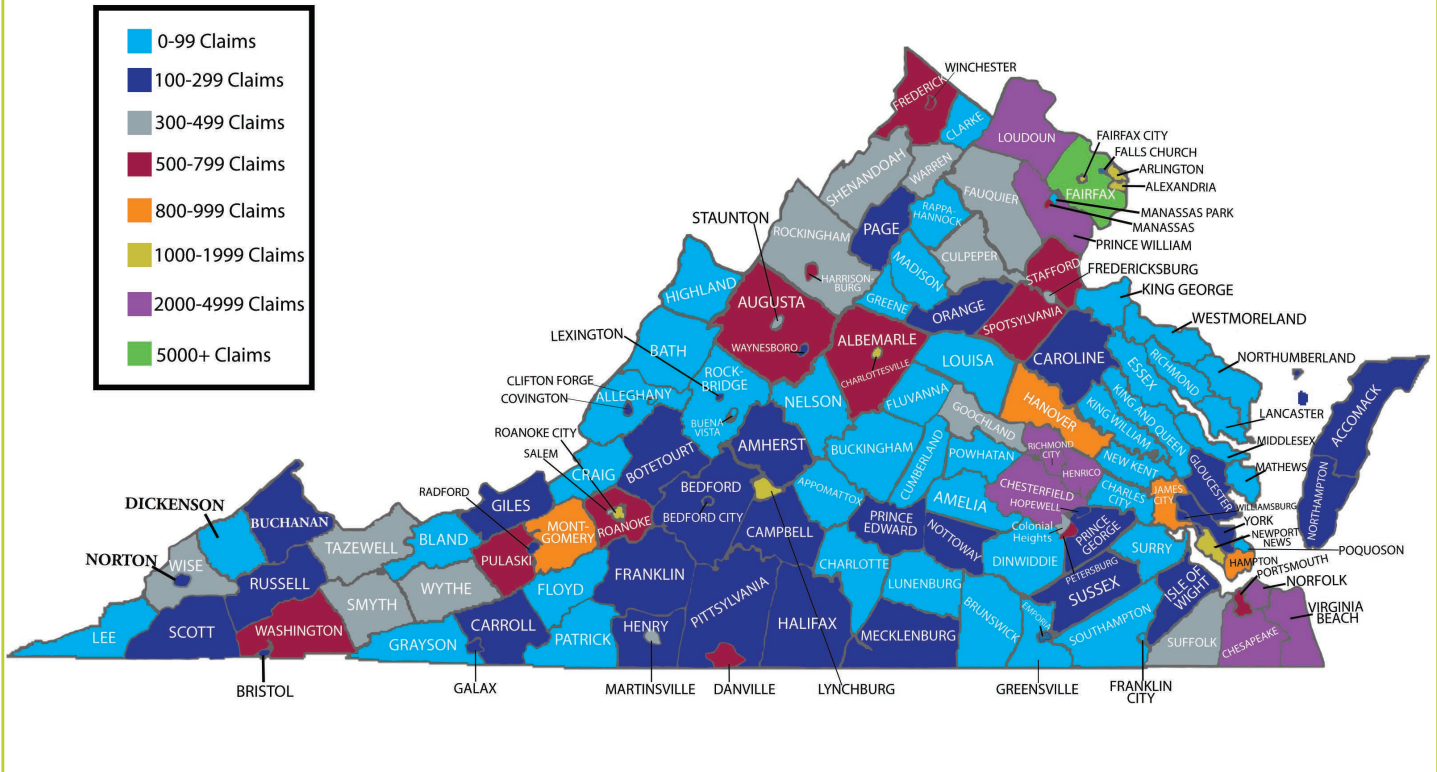 0-99 Claims
100-299 Claims
300-499 Claims
500-799 Claims
800-999 Claims
1000-1999 Claims
2000-4999 Claims
5000+ Claims
WINCHESTER
FREDERICK
CLARKE
LOUDOUN
FAIRFAX CITY
FALLS CHURCH
ARLINGTON
ALEXANDRIA
FAIRFAX
MANASSAS PARK
MANASSAS
PRINCE WILLIAM
SHENANDOAH
WARREN
FAUQUIER
RAPPA-
HANNOCK
PAGE
STAUNTON
ROCKINGHAM
HARRISON-
BURG
MADISON
CULPEPER
STAFFORD
FREDERICKSBURG
KING GEORGE
WESTMORELAND
HIGHLAND
AUGUSTA
GREENE
ORANGE
SPOTSYLVANIA
LEXINGTON
WAYNESBORO
ALBEMARLE
CHARLOTTESVILLE
LOUISA
CAROLINE
ESSEX
RICHMOND
NORTHUMBERLAND
BATH
ROCK-
BRIDGE
CLIFTON FORGE
COVINGTON
ALLEGHANY
NELSON
FLUVANNA
HANOVER
KING AND QUEEN
KING WILLIAM
LANCASTER
ACCOMACK
BUENA
VISTA
GOOCHLAND
ROANOKE CITY
SALEM
AMHERST
BUCKINGHAM
CUMBERLAND
POWHATAN
RICHMOND
CITY
HENRICO
NEW KENT
MIDDLESEX
MATHEWS
GLOUCESTER
NORTHAMPTON
CRAIG
BOTETOURT
RADFORD
GILES
BEDFORD
BEDFORD CITY
APPOMATTOX
AMELIA
CHESTERFIELD
HOPEWELL
CHARLES
CITY
JAMES
CITY
WILLIAMSBURG
DICKENSON
BUCHANAN
TAZEWELL
BLAND
MONT-
GOMERY
ROANOKE
CAMPBELL
PRINCE
EDWARD
NOTTOWAY
Colonial
Heights
PRINCE
GEORGE
YORK
NEWPORT
NEWS
POQUOSON
NORTON
WISE
RUSSELL
PULASKI
DINWIDDIE
PETERSBURG
SURRY
HAMPTON
PORTSMOUTH
NORFOLK
SMYTH
WYTHE
FLOYD
FRANKLIN
CHARLOTTE
LUNENBURG
SUSSEX
ISLE OF
WIGHT
VIRGINIA
BEACH
LEE
SCOTT
WASHINGTON
GRAYSON
CARROLL
PATRICK
HENRY
PITTSYLVANIA
HALIFAX
MECKLENBURG
BRUNSWICK
EMPORIA
SOUTHAMPTON
SUFFOLK
CHESAPEAKE
BRISTOL
GALAX
MARTINSVILLE
DANVILLE
LYNCHBURG
GREENSVILLE
FRANKLIN
CITY